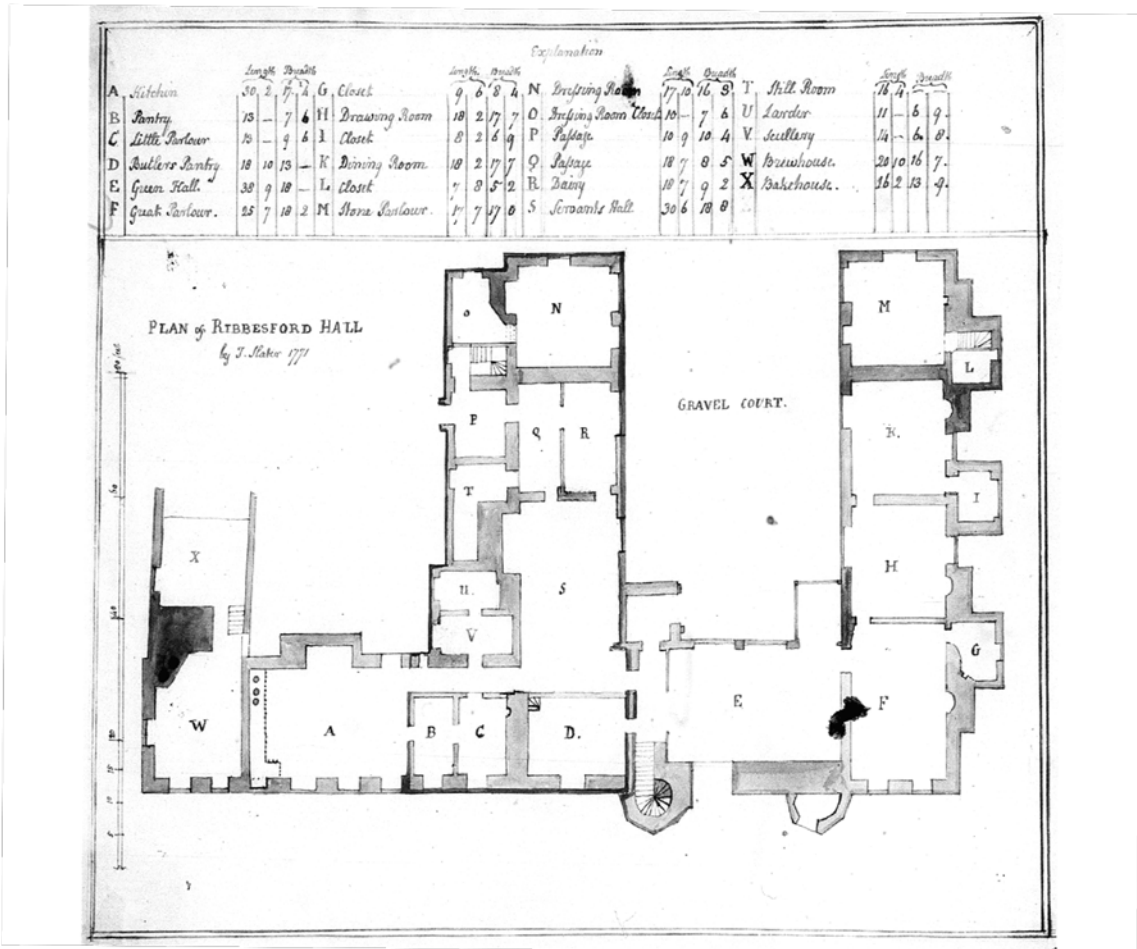 Explanation
Length Breadth Length Breadth Length Breadth Length Breadth
A Kitchin 30 2 17 4 G Closet 9 6 8 4 N Dressing Room 17 10 16 3 T Still Room 16 4
B Pantry 13 – 7 6 H Drawing Room 18 2 17 7 O Dressing Room Closet 10 – 7 6 U Larder 11 – 6 9.
C Little Parlour 13 – 9 6 I Closet 8 2 6 9 P Passage 10 9 10 4 V Scullery 14 – 6 8.
D Butlers Pantry 18 10 13 – K Dining Room 18 2 17 7 Q Passage 18 7 8 5 W Brewhouse. 20 10 16 7.
E Green Hall. 38 9 18 – L Closet 7 8 5 2 R Dairy 18 7 9 2 X Bakehouse. 16 2 13 9.
F Great Parlour. 25 7 18 2 M Stone Parlour. 17 7 17 0 S Servants Hall 30 6 18 8
PLAN of RIBBESFORD HALL
by J. Slater 1771
GRAVEL COURT.
N
M
O
L
P
Q
R
K.
T
I
X
U.
S
H
V
G
W
A
B
C
D.
E
F